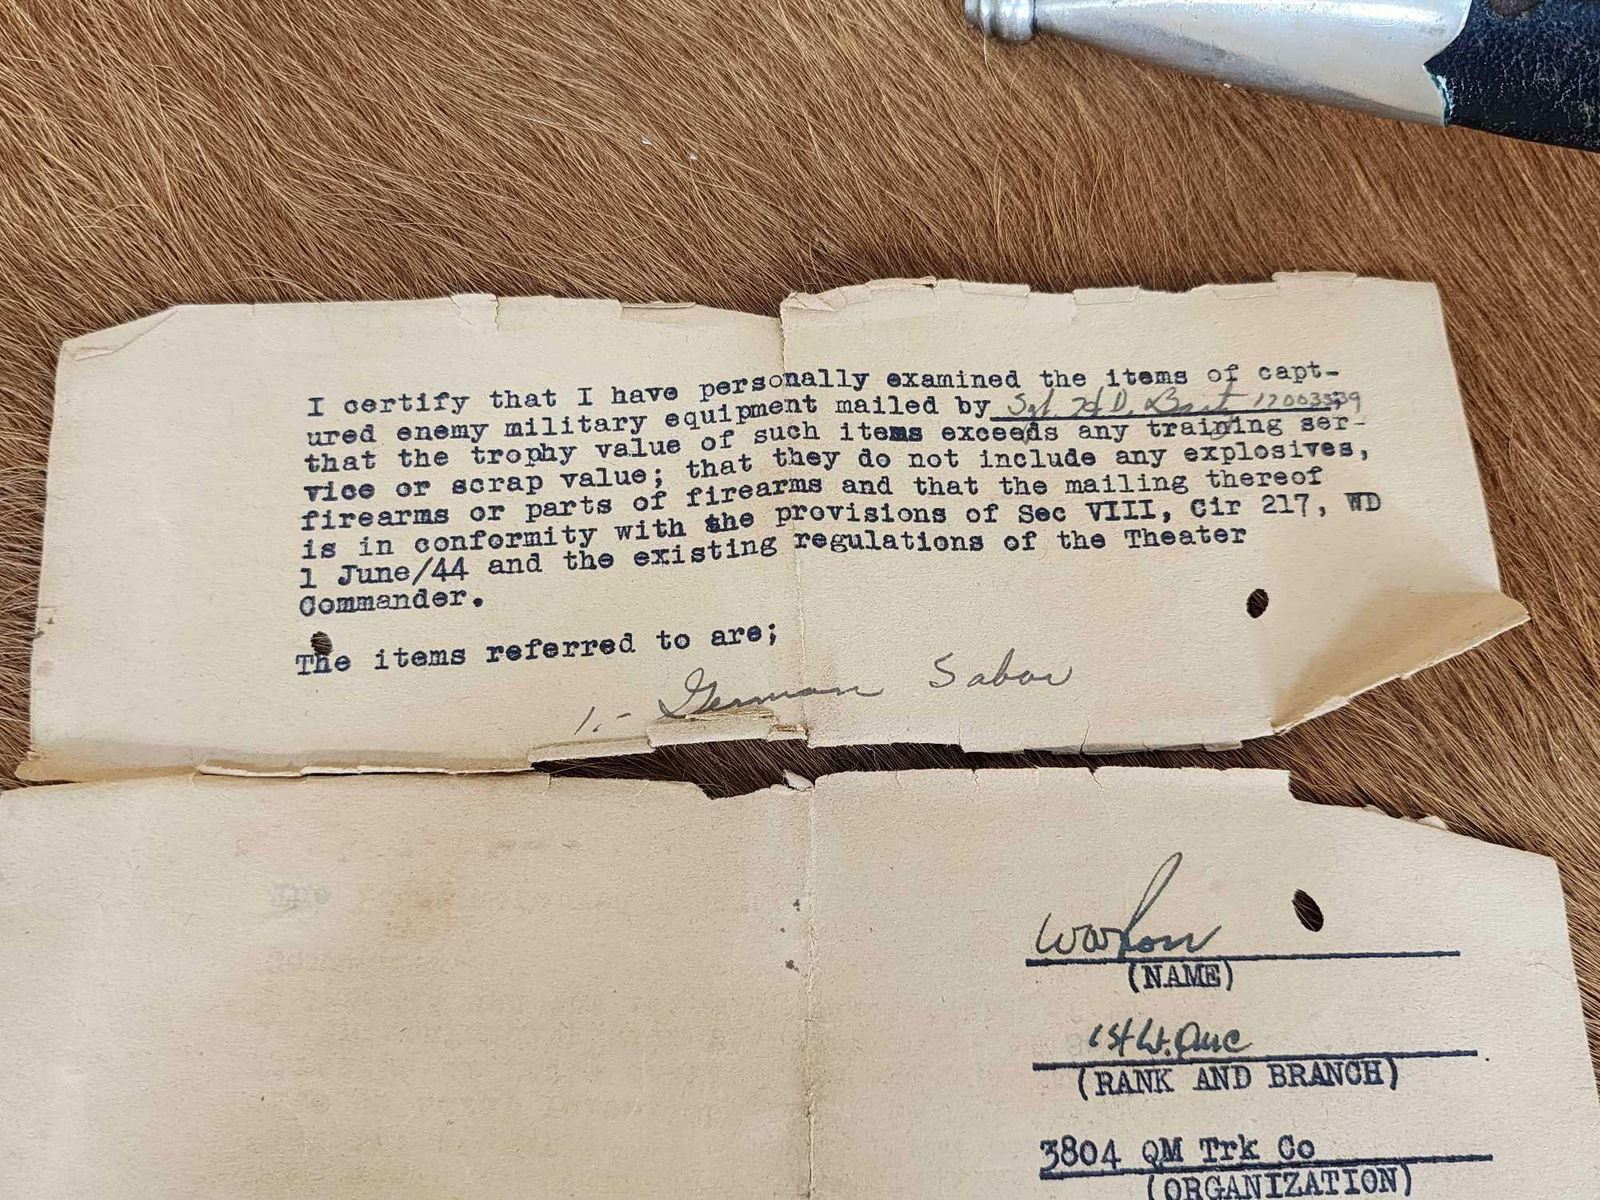 I certify that I have personally examined the items of capt-
ured enemy military equipment mailed by Sgt. H.D.
that the trophy value of such items exceeds any training ser-
vice or scrap value; that they do not include any explosives,
firearms or parts of firearms and that the mailing thereof
is in conformity with the provisions of Sec VIII, Cir 217, WD
1 June/44 and the existing regulations of the Theater
Commander.
The items referred to are;
1.- German Sabor
(NAME)
1st Lt. QMC
(RANK AND BRANCH)
3804 QM Trk Co
(ORGANIZATION)